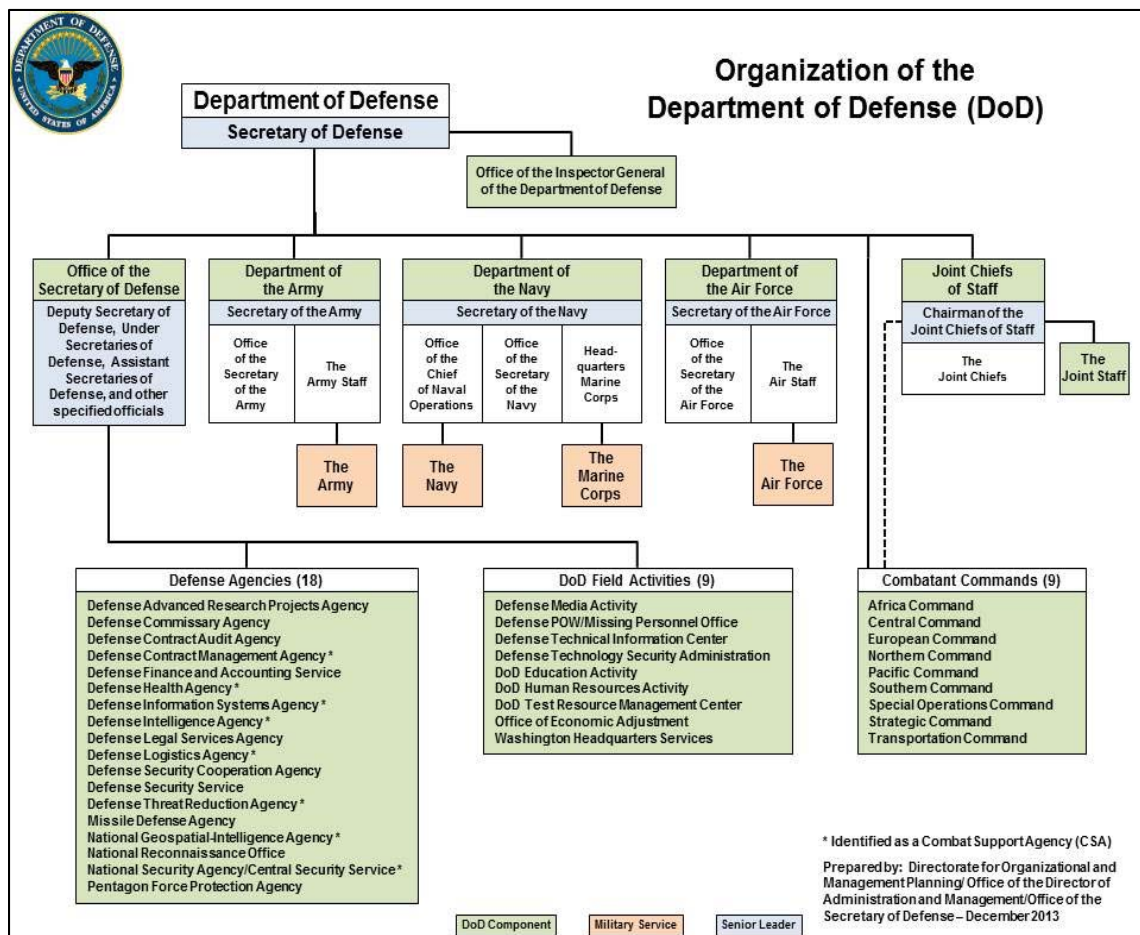 DEPARTMENT OF DEFENSE
UNITED STATES OF AMERICA
Organization of the
Department of Defense (DoD)
Department of Defense
Secretary of Defense
Office of the Inspector General
of the Department of Defense
Office of the
Secretary of Defense
Deputy Secretary of
Defense, Under
Secretaries of
Defense, Assistant
Secretaries of
Defense, and other
specified officials
Department of
the Army
Secretary of the Army
Office
of the
Secretary
of the
Army
The
Army Staff
The
Army
Department of
the Navy
Secretary of the Navy
Office
of the
Chief
of Naval
Operations
Office
of the
Secretary
of the
Navy
Head-
quarters
Marine
Corps
The
Navy
The
Marine
Corps
Department of
the Air Force
Secretary of the Air Force
Office
of the
Secretary
of the
Air Force
The
Air Staff
The
Air Force
Joint Chiefs
of Staff
Chairman of the
Joint Chiefs of Staff
The
Joint Chiefs
The
Joint Staff
Defense Agencies (18)
Defense Advanced Research Projects Agency
Defense Commissary Agency
Defense Contract Audit Agency
Defense Contract Management Agency *
Defense Finance and Accounting Service
Defense Health Agency *
Defense Information Systems Agency *
Defense Intelligence Agency *
Defense Legal Services Agency
Defense Logistics Agency *
Defense Security Cooperation Agency
Defense Security Service
Defense Threat Reduction Agency *
Missile Defense Agency
National Geospatial-Intelligence Agency *
National Reconnaissance Office
National Security Agency/Central Security Service *
Pentagon Force Protection Agency
DoD Field Activities (9)
Defense Media Activity
Defense POW/Missing Personnel Office
Defense Technical Information Center
Defense Technology Security Administration
DoD Education Activity
DoD Human Resources Activity
DoD Test Resource Management Center
Office of Economic Adjustment
Washington Headquarters Services
Combatant Commands (9)
Africa Command
Central Command
European Command
Northern Command
Pacific Command
Southern Command
Special Operations Command
Strategic Command
Transportation Command
* Identified as a Combat Support Agency (CSA)
Prepared by: Directorate for Organizational and
Management Planning/ Office of the Director of
Administration and Management/Office of the
Secretary of Defense – December 2013
DoD Component
Military Service
Senior Leader